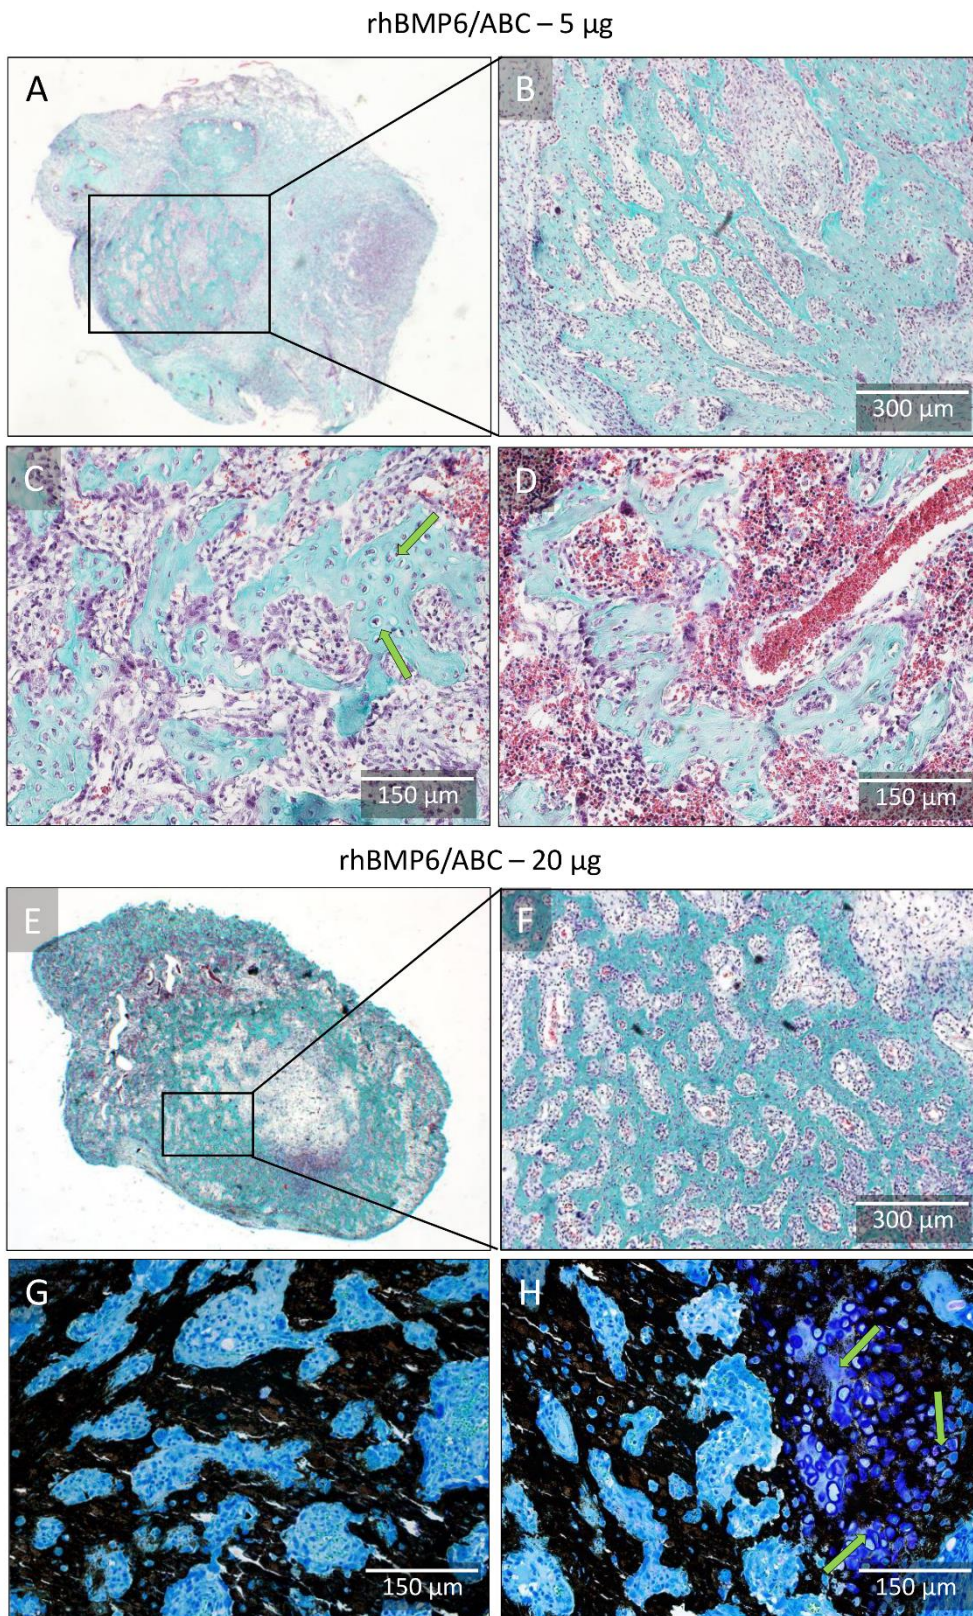 rhBMP6/ABC – 5 µg
A
B
300 µm
C
D
150 µm
150 µm
rhBMP6/ABC – 20 µg
E
F
300 µm
G
H
150 µm
150 µm